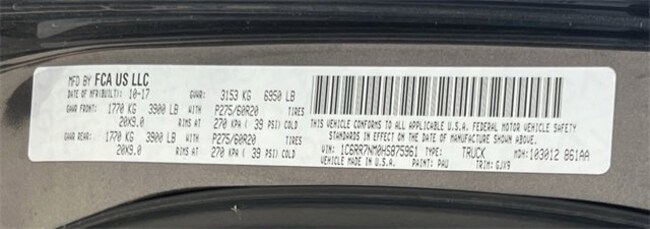 MFD BY FCA US LLC
DATE OF MFR(BUILT): 10-17 GVWR: 3153 KG 6950 LB
GAWR FRONT: 1770 KG 3900 LB WITH P275/60R20 TIRES
20X9.0 RIMS AT 270 KPA ( 39 PSI) COLD
GAWR REAR: 1770 KG 3900 LB WITH P275/60R20 TIRES
20X9.0 RIMS AT 270 KPA ( 39 PSI) COLD
THIS VEHICLE CONFORMS TO ALL APPLICABLE U.S.A. FEDERAL MOTOR VEHICLE SAFETY
STANDARDS IN EFFECT ON THE DATE OF MANUFACTURE SHOWN ABOVE
VIN: 1C6RR7NM0HS875961 TYPE: TRUCK MDH: 103012 861AA
MADE IN U.S.A. PAINT: PAU TRIM: GJX9